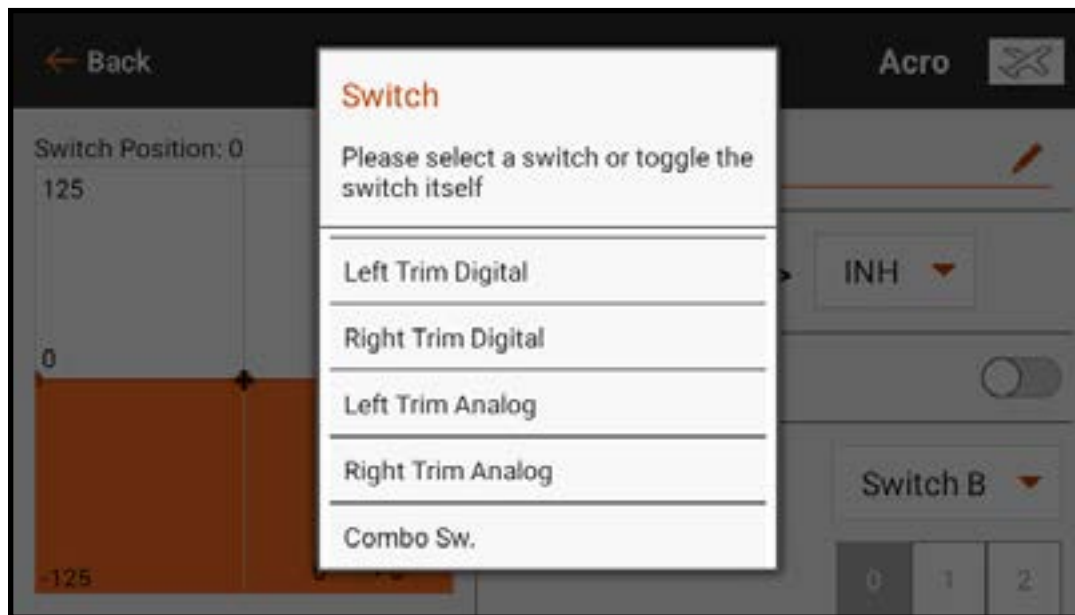 Back
Acro
Switch
Please select a switch or toggle the
switch itself
Left Trim Digital
Right Trim Digital
Left Trim Analog
Right Trim Analog
Combo Sw.
Switch Position: 0
125
0
-125
INH
Switch B
0 1 2